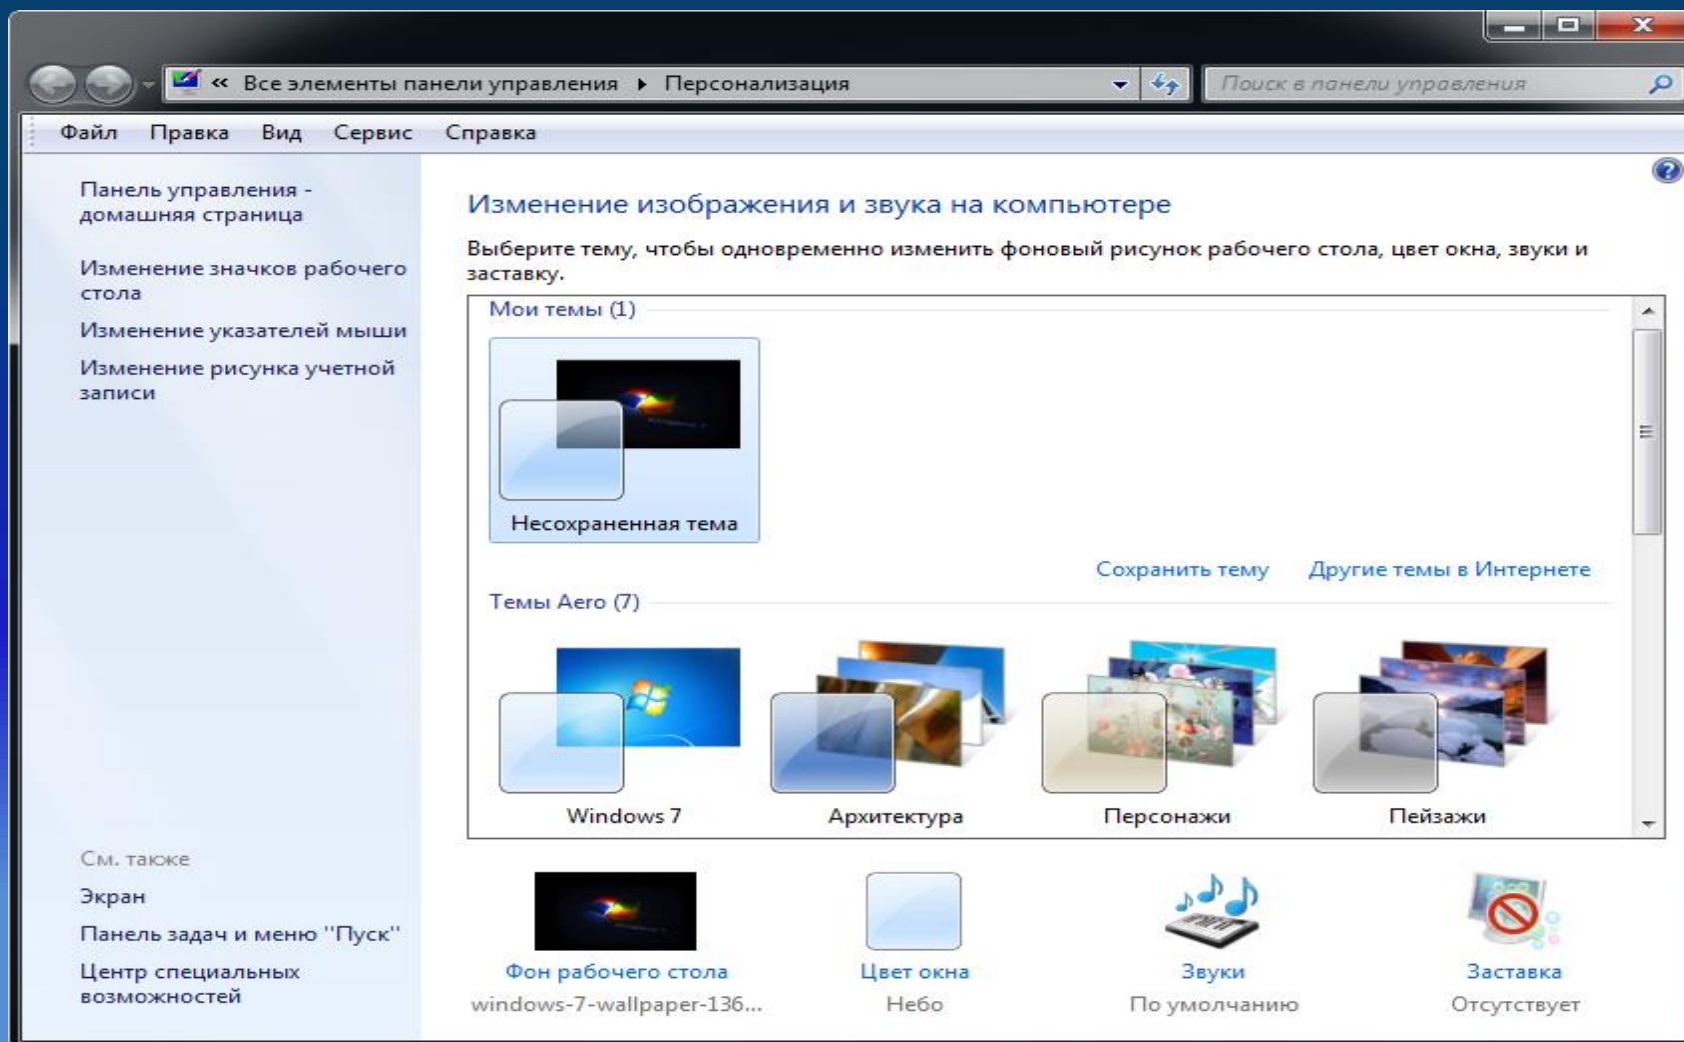 « Все элементы панели управления Персонализация
Поиск в панели управления
Файл Правка Вид Сервис Справка
Панель управления -
домашняя страница
Изменение значков рабочего
стола
Изменение указателей мыши
Изменение рисунка учетной
записи
См. также
Экран
Панель задач и меню "Пуск"
Центр специальных
возможностей
Изменение изображения и звука на компьютере
Выберите тему, чтобы одновременно изменить фоновый рисунок рабочего стола, цвет окна, звуки и
заставку.
Мои темы (1)
Несохраненная тема
Сохранить тему Другие темы в Интернете
Темы Aero (7)
Windows 7 Архитектура Персонажи Пейзажи
Фон рабочего стола Цвет окна Звуки Заставка
windows-7-wallpaper-136... Небо По умолчанию Отсутствует